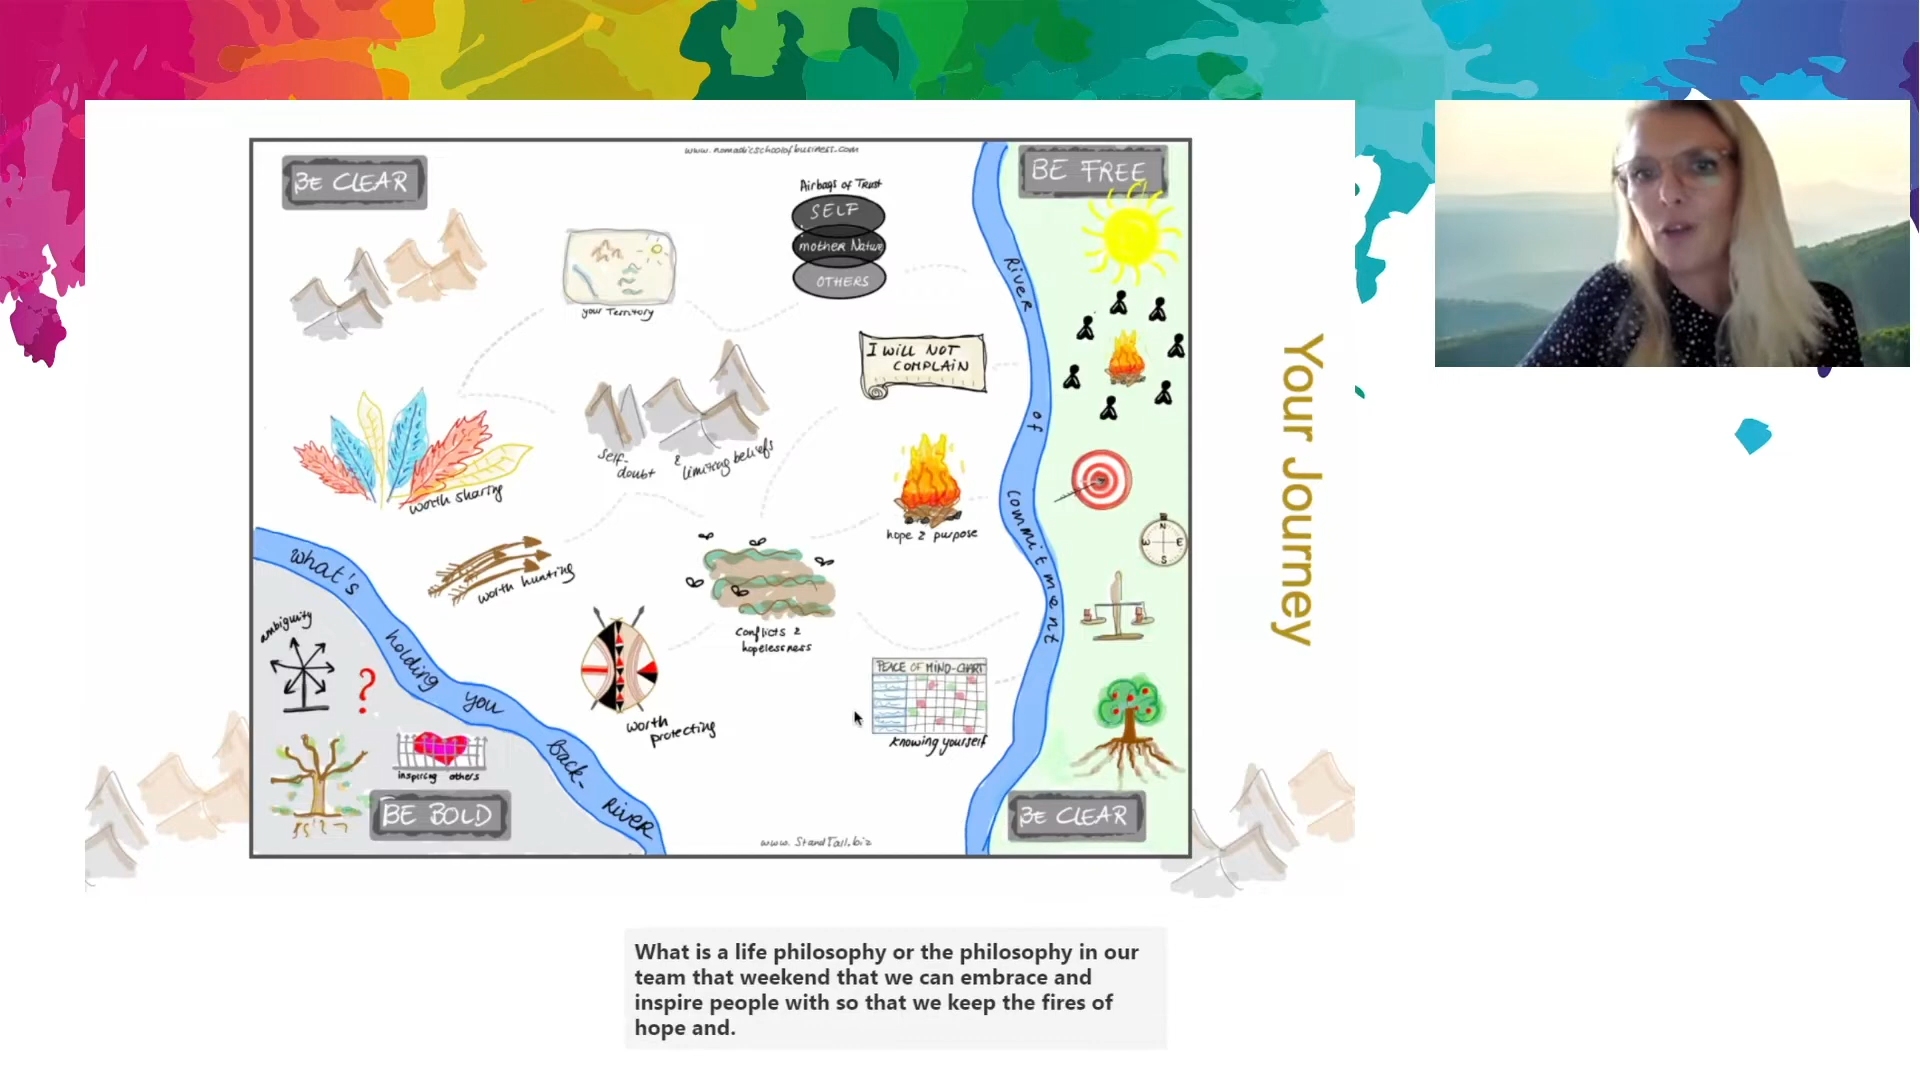 www.nomadicschoolofbusiness.com
BE CLEAR
BE FREE
Airbags of Trust
SELF
mother Nature
OTHERS
your Territory
River of commitment
I WILL NOT
COMPLAIN
self-
doubt
& limiting beliefs
worth sharing
hope & purpose
worth hunting
what's holding you back-River
ambiguity
?
Conflicts &
hopelessness
N
W E
S
PEACE OF MIND-CHART
knowing yourself
worth
protecting
inspiring others
BE BOLD
BE CLEAR
www.StandTall.biz
Your Journey
What is a life philosophy or the philosophy in our
team that weekend that we can embrace and
inspire people with so that we keep the fires of
hope and.